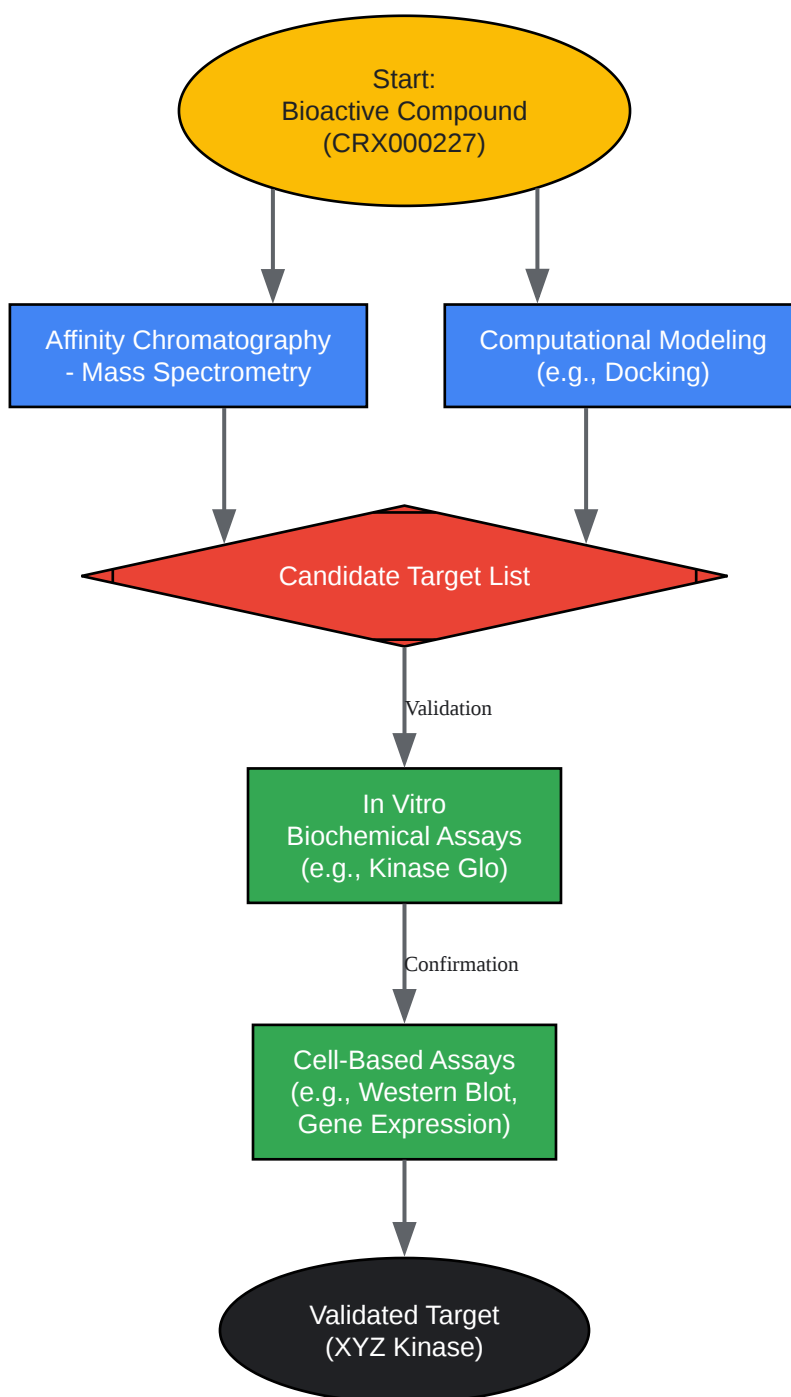 Start:
Bioactive Compound
(CRX000227)
Affinity Chromatography
- Mass Spectrometry
Computational Modeling
(e.g., Docking)
Candidate Target List
Validation
In Vitro
Biochemical Assays
(e.g., Kinase Glo)
Confirmation
Cell-Based Assays
(e.g., Western Blot,
Gene Expression)
Validated Target
(XYZ Kinase)